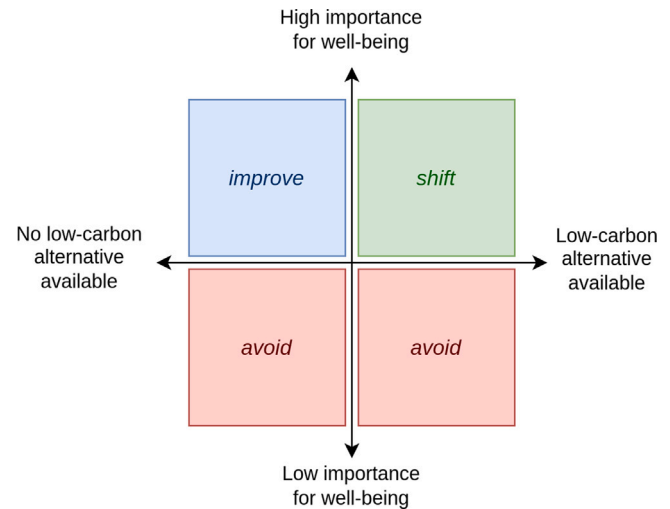 High importance
for well-being
improve
shift
No low-carbon
alternative
available
Low-carbon
alternative
available
avoid
avoid
Low importance
for well-being